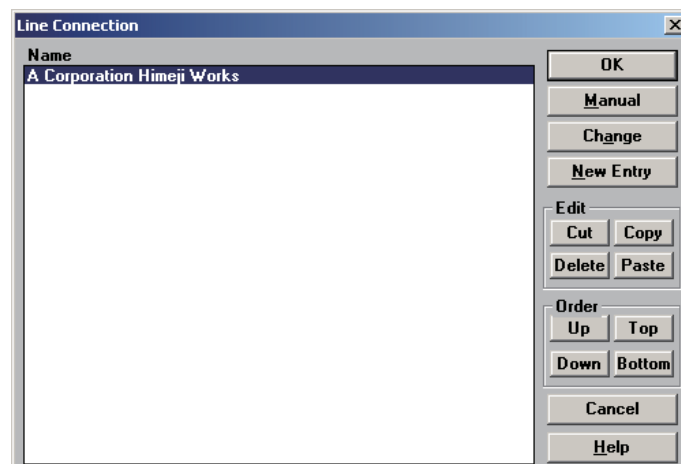 Line Connection
Name
A Corporation Himeji Works
OK
Manual
Change
New Entry
Edit
Cut Copy
Delete Paste
Order
Up Top
Down Bottom
Cancel
Help